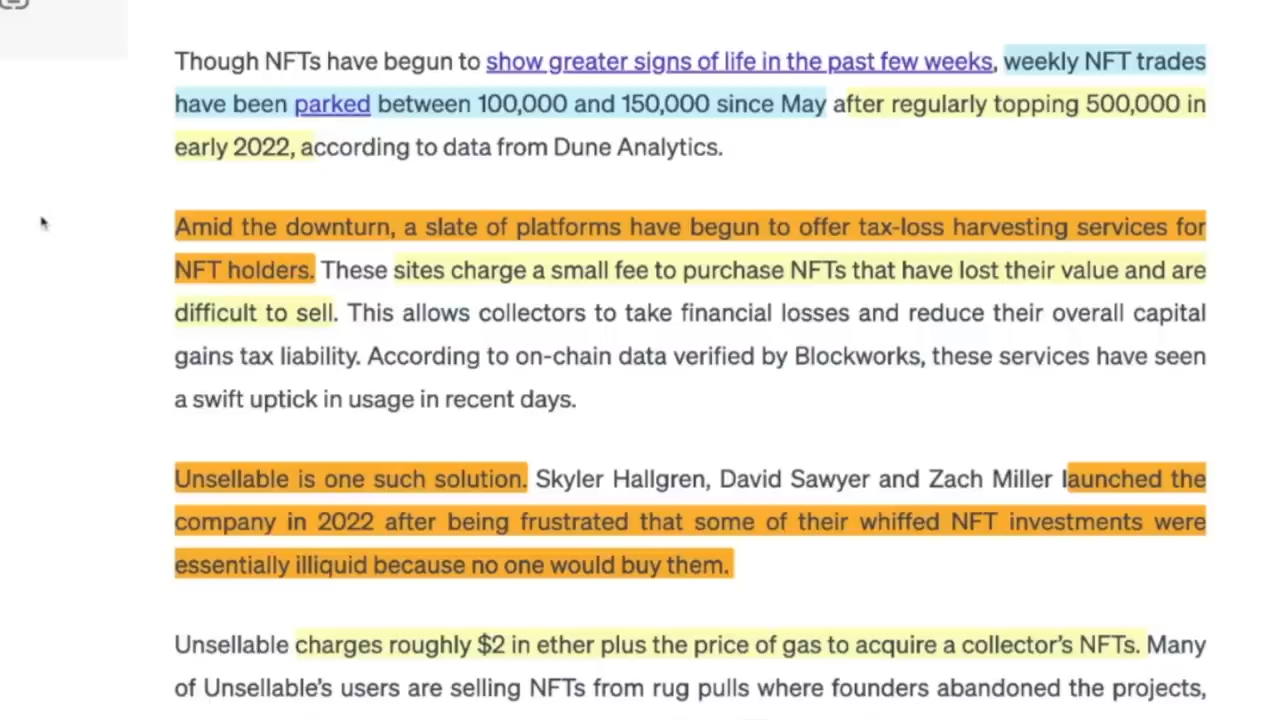 Though NFTs have begun to show greater signs of life in the past few weeks, weekly NFT trades
have been parked between 100,000 and 150,000 since May after regularly topping 500,000 in
early 2022, according to data from Dune Analytics.
Amid the downturn, a slate of platforms have begun to offer tax-loss harvesting services for
NFT holders. These sites charge a small fee to purchase NFTs that have lost their value and are
difficult to sell. This allows collectors to take financial losses and reduce their overall capital
gains tax liability. According to on-chain data verified by Blockworks, these services have seen
a swift uptick in usage in recent days.
Unsellable is one such solution. Skyler Hallgren, David Sawyer and Zach Miller launched the
company in 2022 after being frustrated that some of their whiffed NFT investments were
essentially illiquid because no one would buy them.
Unsellable charges roughly $2 in ether plus the price of gas to acquire a collector's NFTs. Many
of Unsellable's users are selling NFTs from rug pulls where founders abandoned the projects,